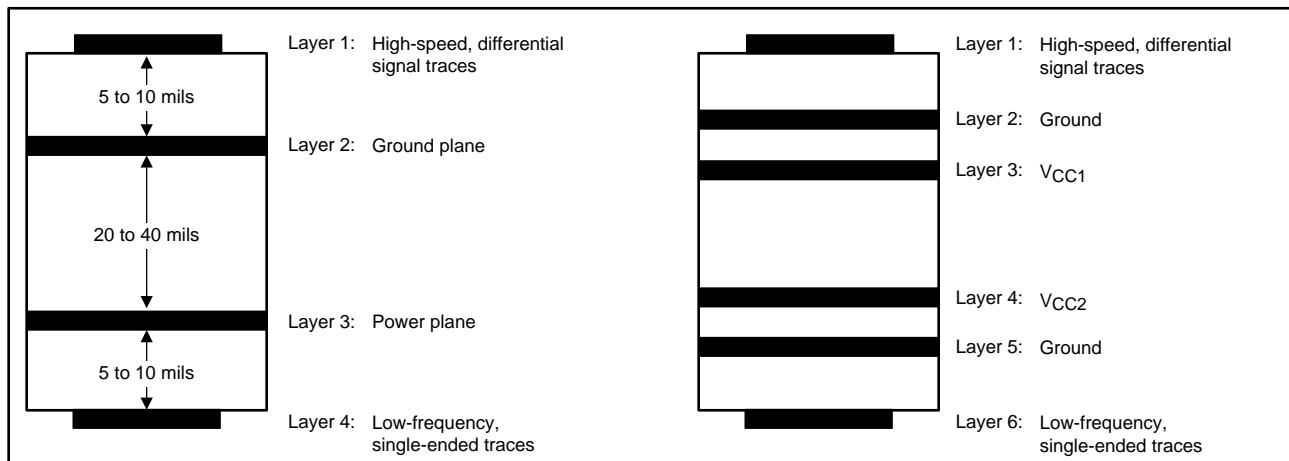 Layer 1: High-speed, differential
signal traces
5 to 10 mils
Layer 2: Ground plane
20 to 40 mils
Layer 3: Power plane
5 to 10 mils
Layer 4: Low-frequency,
single-ended traces
Layer 1: High-speed, differential
signal traces
Layer 2: Ground
Layer 3: VCC1
Layer 4: VCC2
Layer 5: Ground
Layer 6: Low-frequency,
single-ended traces